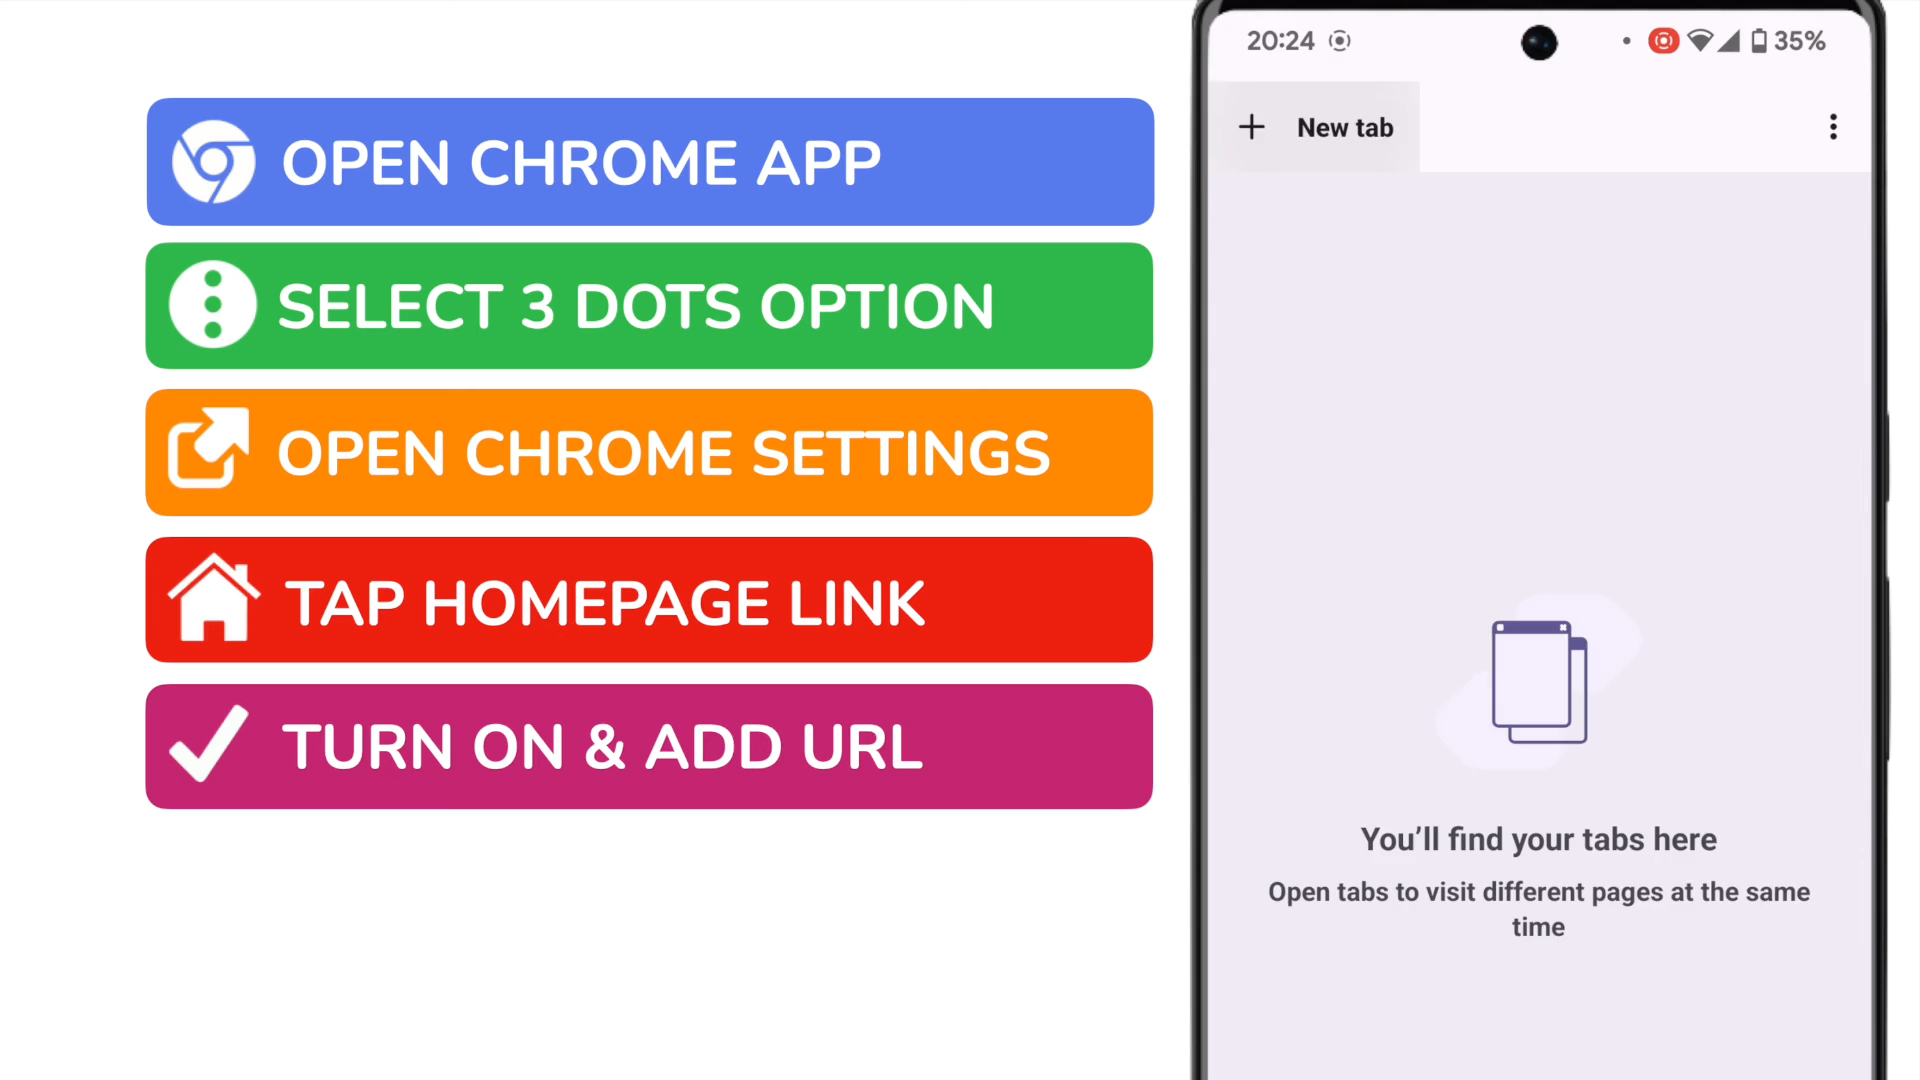 OPEN CHROME APP
SELECT 3 DOTS OPTION
OPEN CHROME SETTINGS
TAP HOMEPAGE LINK
TURN ON & ADD URL
20:24
35%
New tab
You’ll find your tabs here
Open tabs to visit different pages at the same
time